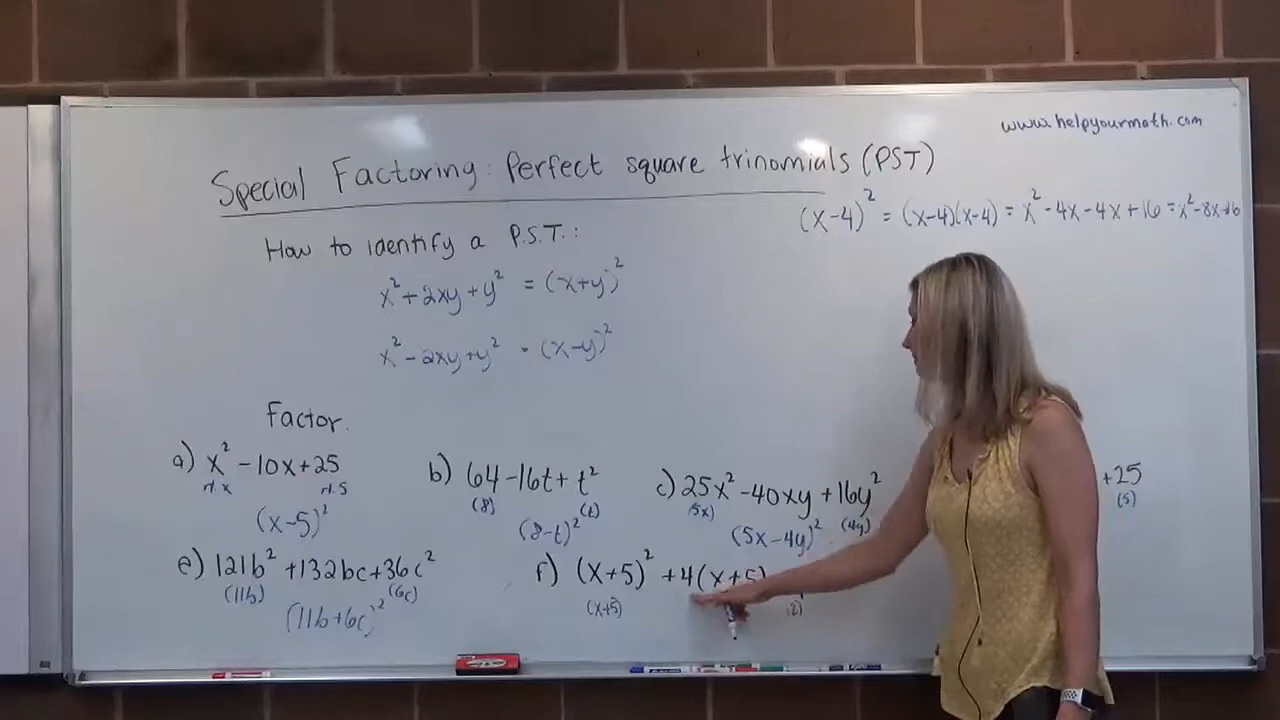 www.helpyourmath.com
Special Factoring: Perfect square trinomials (PST)
(x-4)² = (x-4)(x-4) = x² - 4x - 4x + 16 = x² - 8x + 16
How to identify a P.S.T.:
x² + 2xy + y² = (x+y)²
x² - 2xy + y² = (x-y)²
Factor.
a) x² - 10x + 25
b) 64 - 16t + t²
c) 25x² - 40xy + 16y²
+25
(8) (t)
(5x) (4y)
(5)
(x-5)²
(8-t)²
(5x-4y)²
e) 121b² + 132bc + 36c²
f) (x+5)² + 4(x+5)
(11b) (6c)
(x+5) (2)
(11b+6c)²